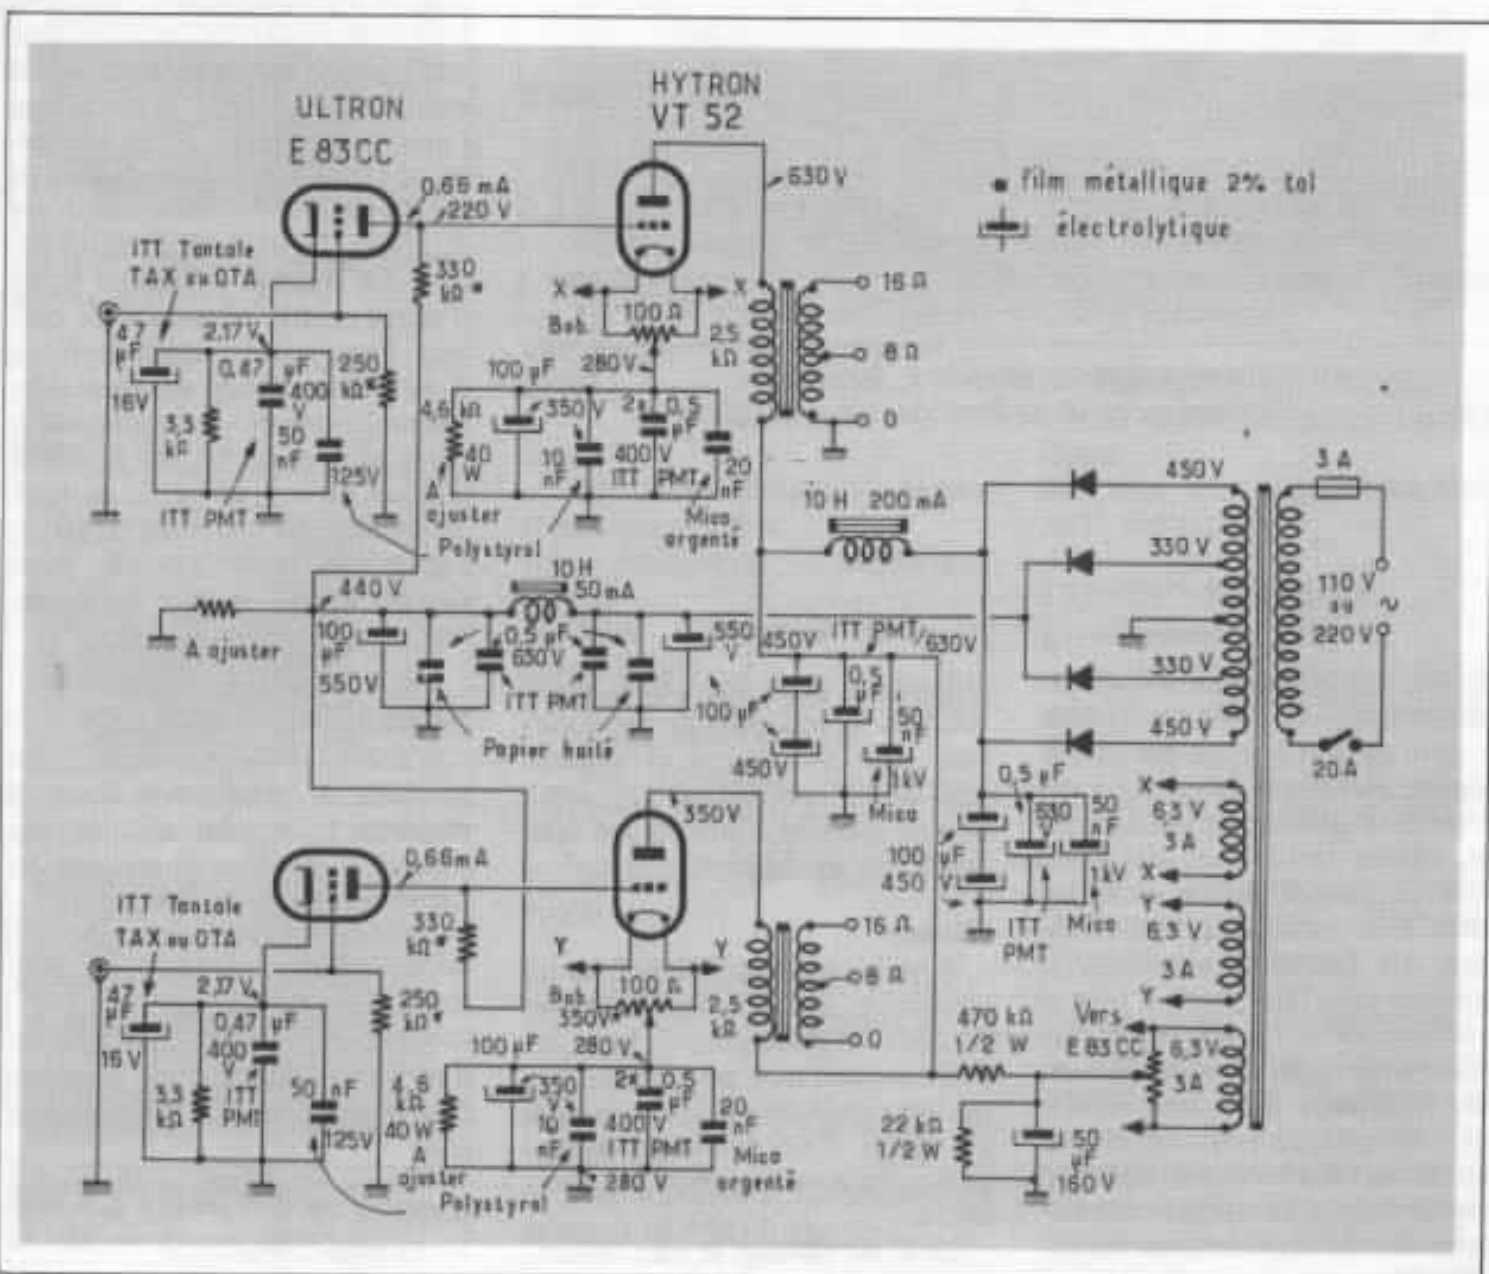 ULTRON
E 83CC
HYTRON
VT 52
• film métallique 2% tol
électrolytique
ITT Tantale
TAX ou OTA
0,66 mA
220 V
630 V
330
kΩ*
X
X
Bob.
100 Ω
2,5
kΩ
16 Ω
8 Ω
0
47
µF
16V
2,17 V
0,47
µF
400
V
250
kΩ*
3,3
50
nF
125V
ITT PMT
100 µF
280V
4,6 kΩ
40
W
A
ajuster
350 V
10
nF
2x 0,5
µF
400
V
ITT PMT
20
nF
Mica
argenté
Polystyrol
10 H 200 mA
450 V
330 V
330 V
450 V
3 A
110 V
ou
220 V
~
20A
440 V
10 H
50 mA
A ajuster
100
µF
550V
0,5 µF
630V
ITT PMT
Papier huilé
550
V
450V
ITT PMT/630V
100 µF
450V
0,5
µF
50
nF
1kV
Mica
350V
0,5 µF
630
V
50
nF
100 µF
450 V
1kV
ITT
PMT
Mica
X
6,3 V
3 A
X
Y
6,3 V
3 A
Y
Vers
E 83CC
6,3V
3A
0,66mA
ITT Tantale
TAX ou OTA
330
kΩ*
Y
Y
Bob.
100 Ω
350V
2,5
kΩ
16 Ω
8 Ω
0
47
µF
16V
2,17V
0,47
µF
400
V
ITT
PMT
250
kΩ*
3,3
kΩ
50 nF
125V
100 µF
280V
4,6
kΩ
40 W
A
ajuster
350
V
10
nF
2x 0,5
µF
400
V
ITT PMT
20
nF
Mica
argenté
280 V
Polystyrol
470 kΩ
1/2 W
22 kΩ
1/2 W
50
µF
160V